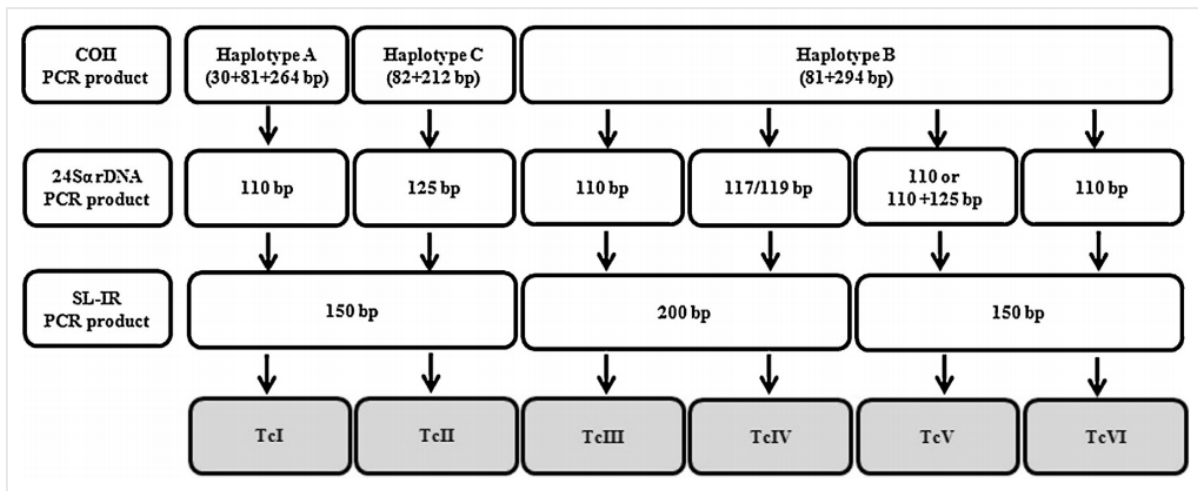 COII
PCR product
Haplotype A
(30+81+264 bp)
Haplotype C
(82+212 bp)
Haplotype B
(81+294 bp)
24Sα rDNA
PCR product
110 bp
125 bp
110 bp
117/119 bp
110 or
110 +125 bp
110 bp
SL-IR
PCR product
150 bp
200 bp
150 bp
TcI
TcII
TcIII
TcIV
TcV
TcVI